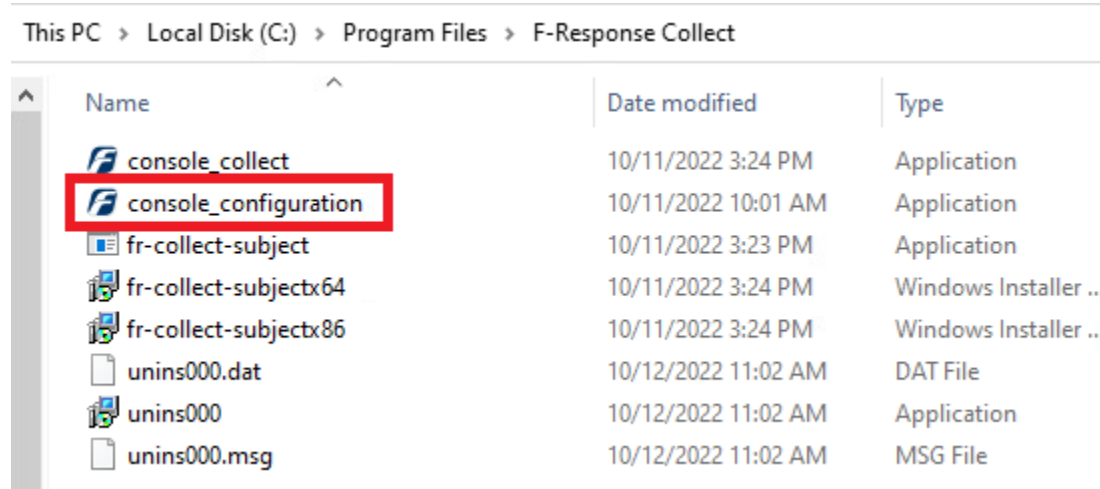 This PC > Local Disk (C:) > Program Files > F-Response Collect
Name Date modified Type
console_collect 10/11/2022 3:24 PM Application
console_configuration 10/11/2022 10:01 AM Application
fr-collect-subject 10/11/2022 3:23 PM Application
fr-collect-subjectx64 10/11/2022 3:24 PM Windows Installer ..
fr-collect-subjectx86 10/11/2022 3:24 PM Windows Installer ..
unins000.dat 10/12/2022 11:02 AM DAT File
unins000 10/12/2022 11:02 AM Application
unins000.msg 10/12/2022 11:02 AM MSG File